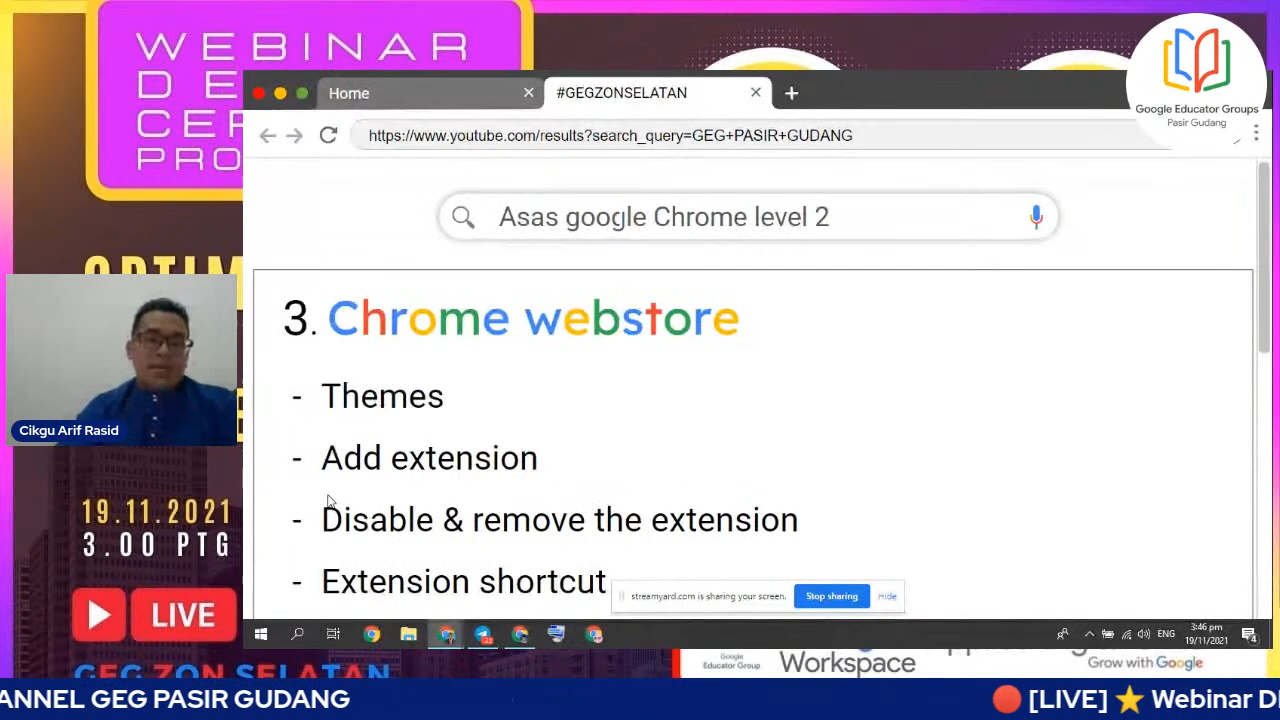 WEBINAR
Home
#GEGZONSELATAN
https://www.youtube.com/results?search_query=GEG+PASIR+GUDANG
Google Educator Groups
Pasir Gudang
Asas google Chrome level 2
3. Chrome webstore
- Themes
- Add extension
- Disable & remove the extension
- Extension shortcut
streamyard.com is sharing your screen.
Stop sharing
Hide
Cikgu Arif Rasid
19.11.2021
3.00 PTG
LIVE
GEG ZON SELATAN
ENG
3:46 pm
19/11/2021
Google
Educator Group
Workspace
Grow with Google
GEG PASIR GUDANG
[LIVE] ⭐ Webinar